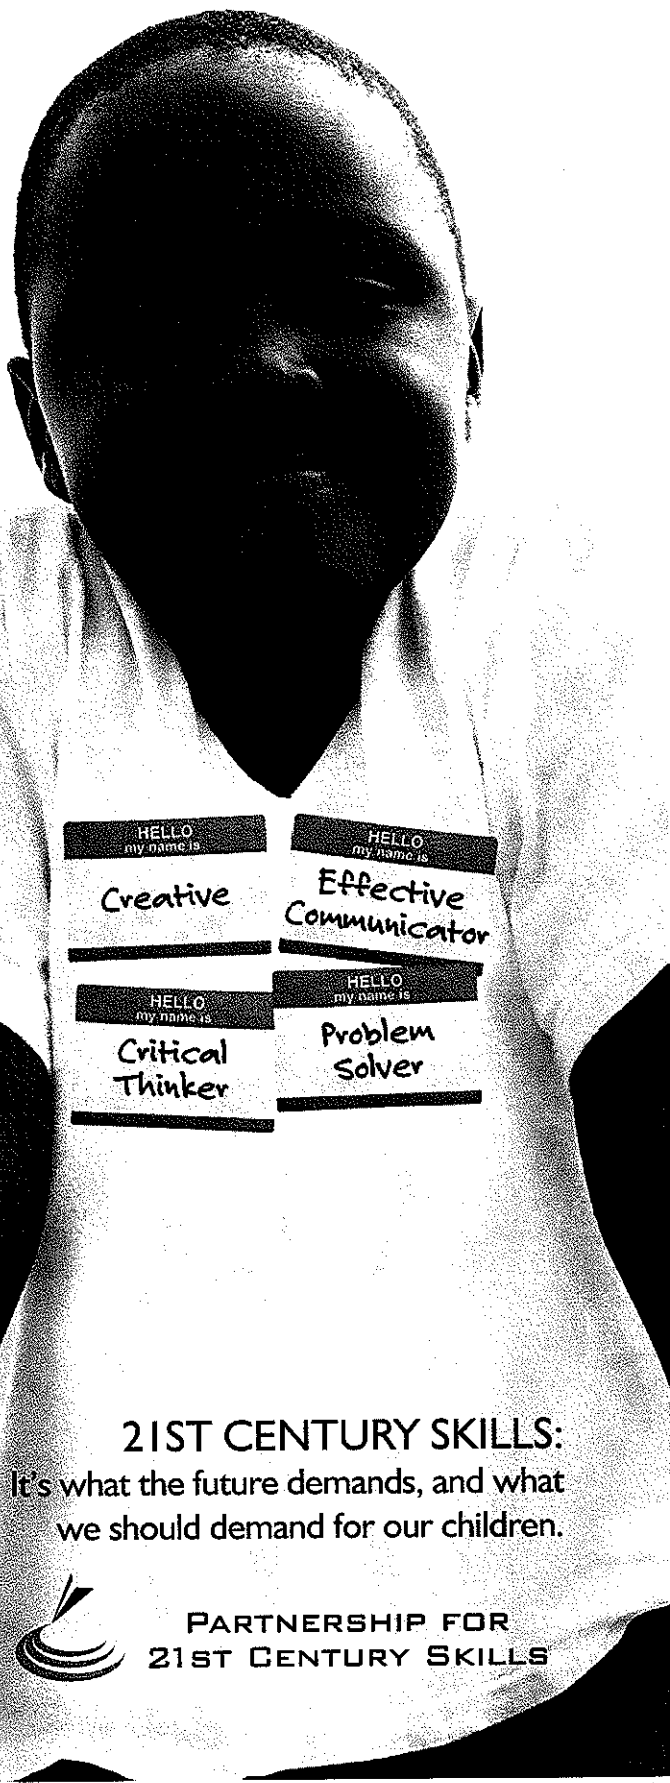 HELLO
my name is
Creative
HELLO
my name is
Effective
Communicator
HELLO
my name is
Critical
Thinker
HELLO
my name is
Problem
Solver
21ST CENTURY SKILLS:
It's what the future demands, and what
we should demand for our children.
PARTNERSHIP FOR
21ST CENTURY SKILLS